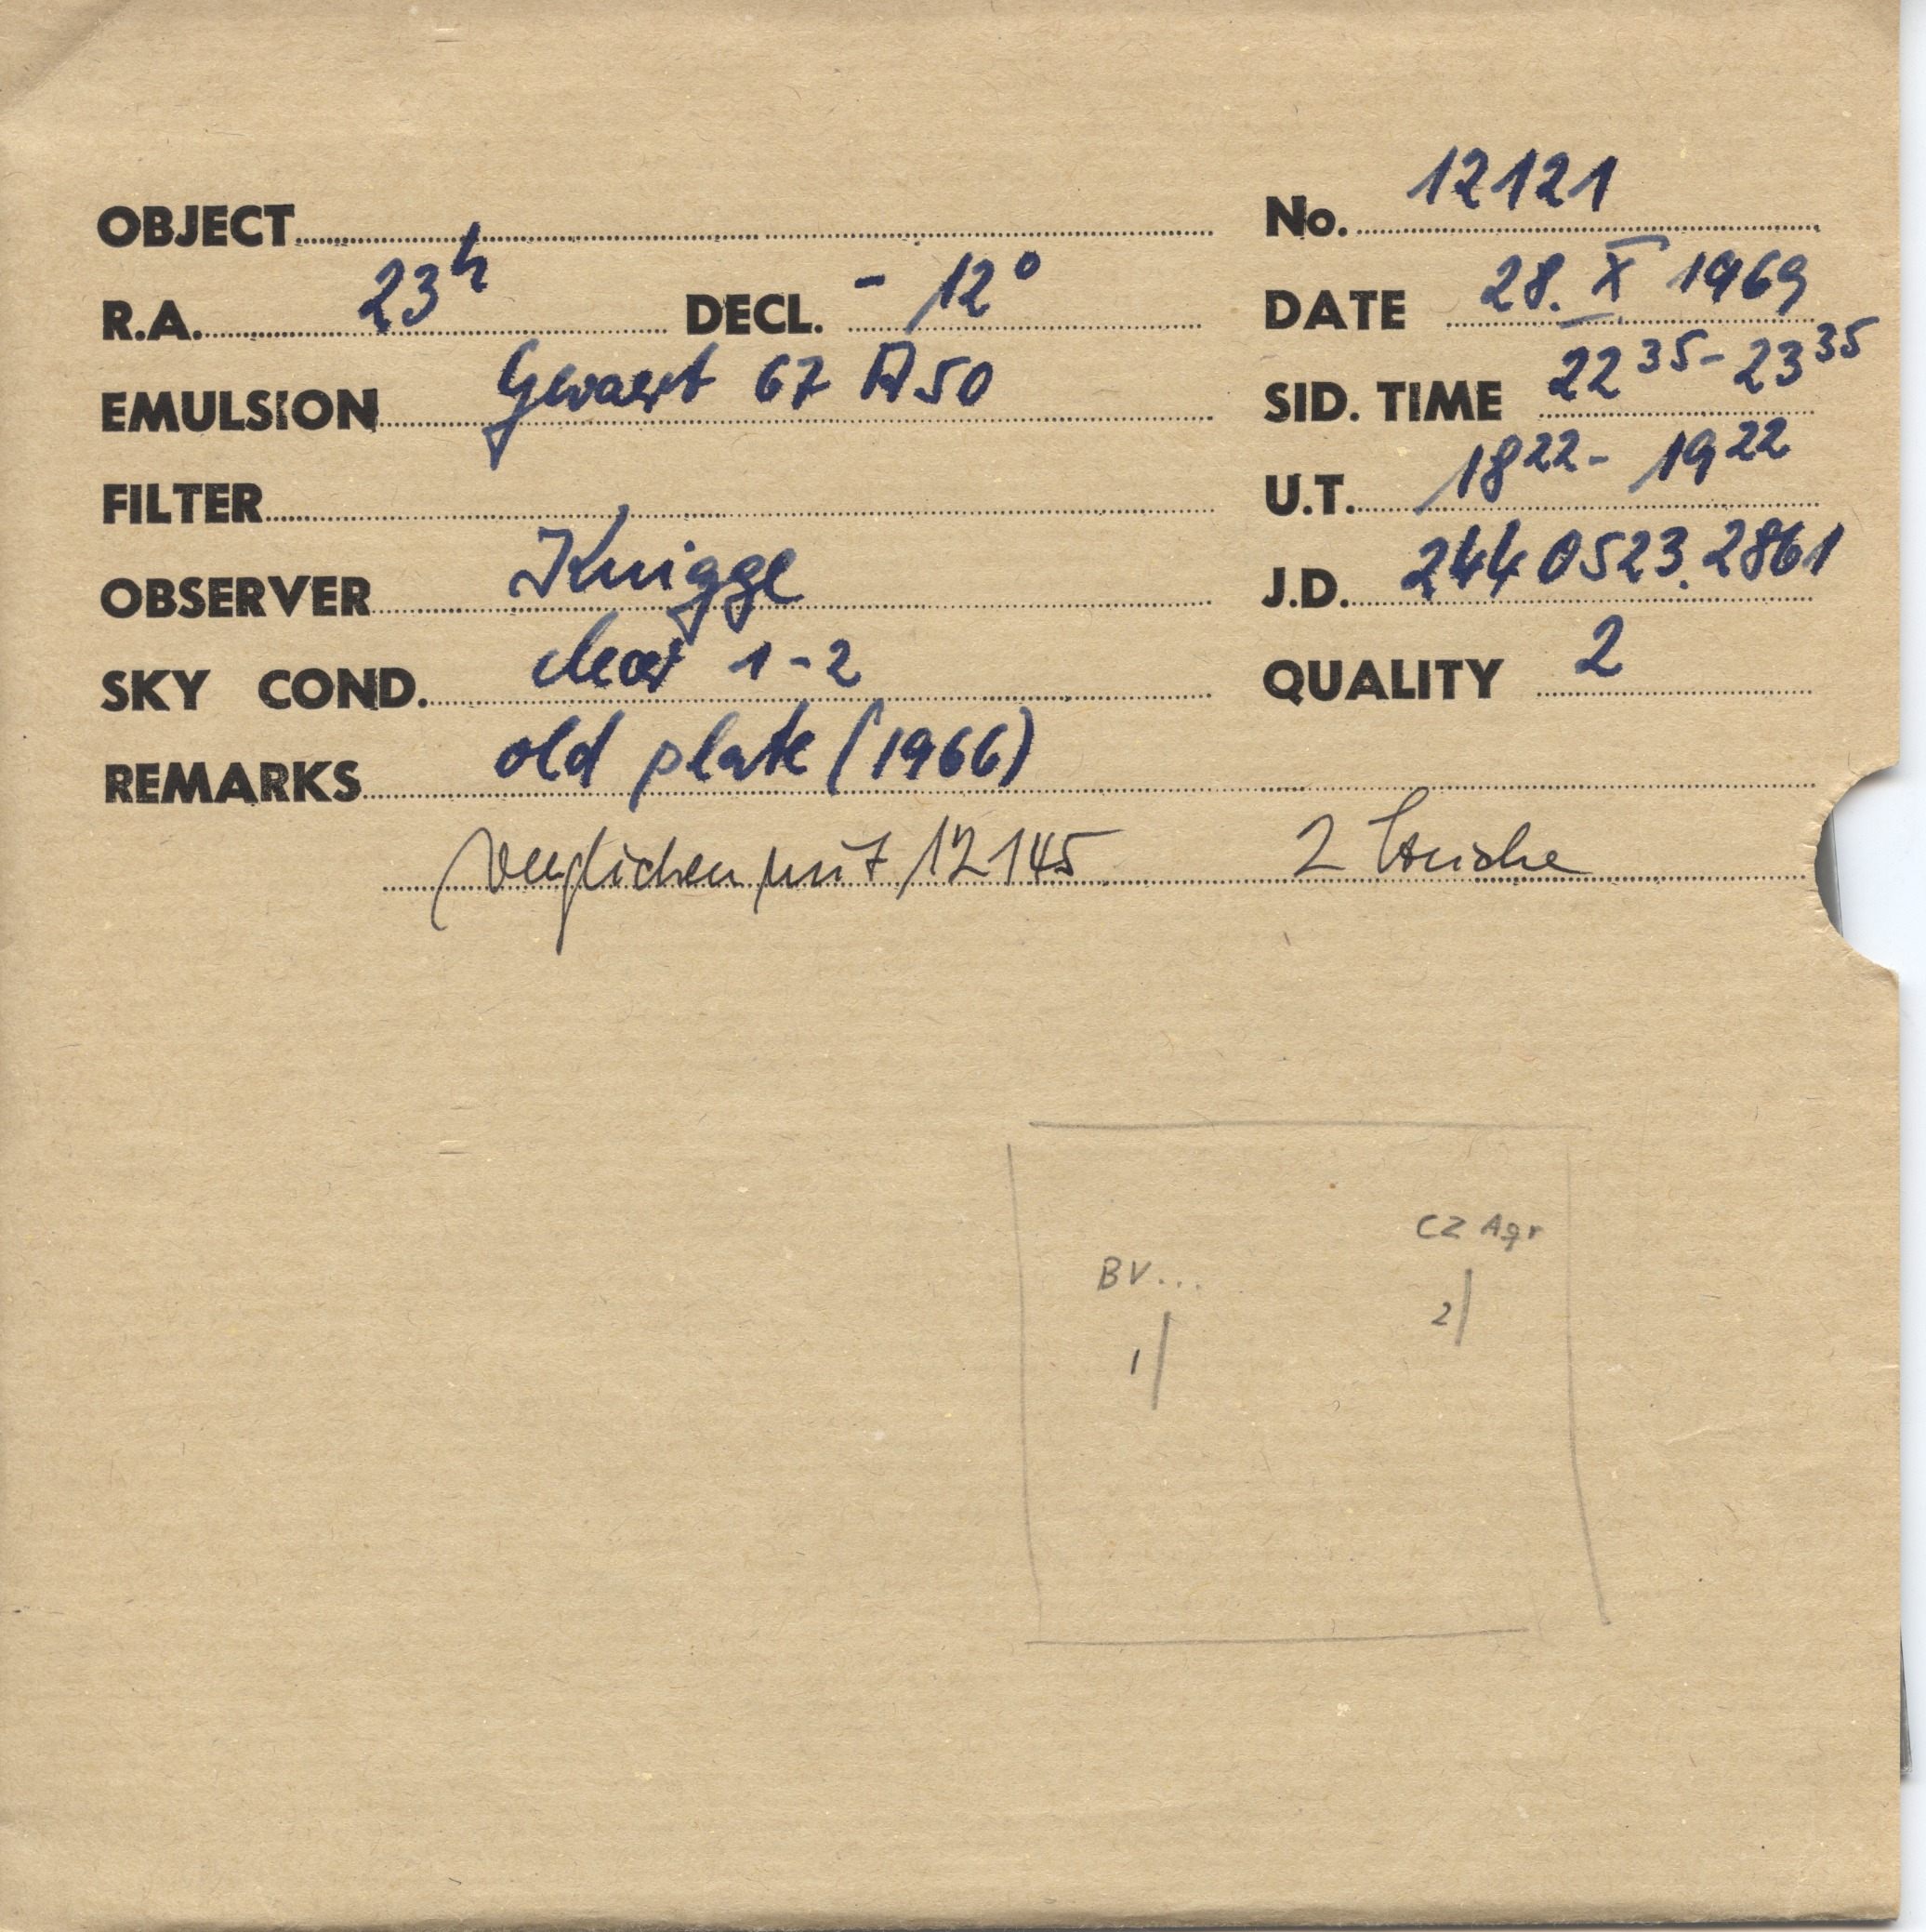 OBJECT No. 12121
R.A. 23h DECL. - 12° DATE 28. X 1969
EMULSION Gevaert 67 A50 SID. TIME 22 35 - 23 35
FILTER U.T. 18 22 - 19 22
OBSERVER Knigge J.D. 244 0523.2861
SKY COND. clear 1-2 QUALITY 2
REMARKS old plate (1966)
verglichen mit 12145 2 Striche
CZ Aqr
BV...
2
1